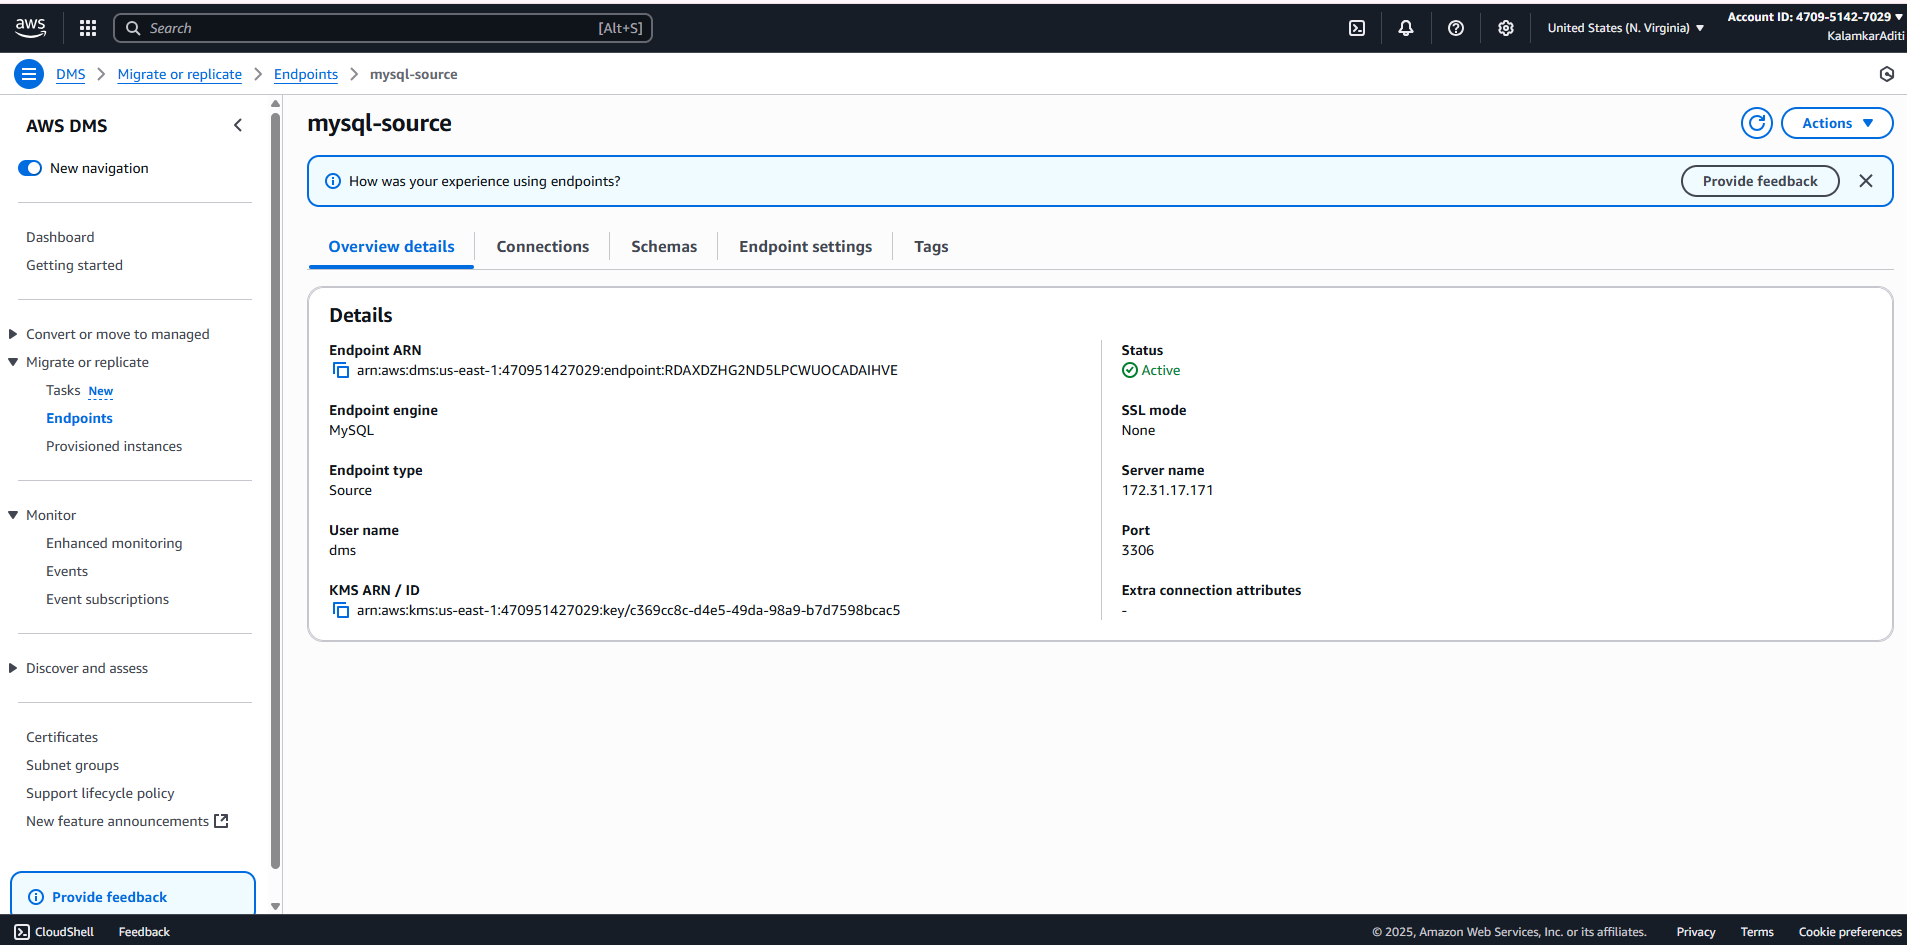 aws
Search [Alt+S]
United States (N. Virginia)
Account ID: 4709-5142-7029
KalamkarAditi
DMS
Migrate or replicate
Endpoints
mysql-source
AWS DMS
New navigation
Dashboard
Getting started
Convert or move to managed
Migrate or replicate
Tasks New
Endpoints
Provisioned instances
Monitor
Enhanced monitoring
Events
Event subscriptions
Discover and assess
Certificates
Subnet groups
Support lifecycle policy
New feature announcements
Provide feedback
mysql-source
Actions
How was your experience using endpoints?
Provide feedback
Overview details
Connections
Schemas
Endpoint settings
Tags
Details
Endpoint ARN
arn:aws:dms:us-east-1:470951427029:endpoint:RDAXDZHG2ND5LPCWUOCADAIHVE
Endpoint engine
MySQL
Endpoint type
Source
User name
dms
KMS ARN / ID
arn:aws:kms:us-east-1:470951427029:key/c369cc8c-d4e5-49da-98a9-b7d7598bcac5
Status
Active
SSL mode
None
Server name
172.31.17.171
Port
3306
Extra connection attributes
-
CloudShell
Feedback
© 2025, Amazon Web Services, Inc. or its affiliates.
Privacy
Terms
Cookie preferences